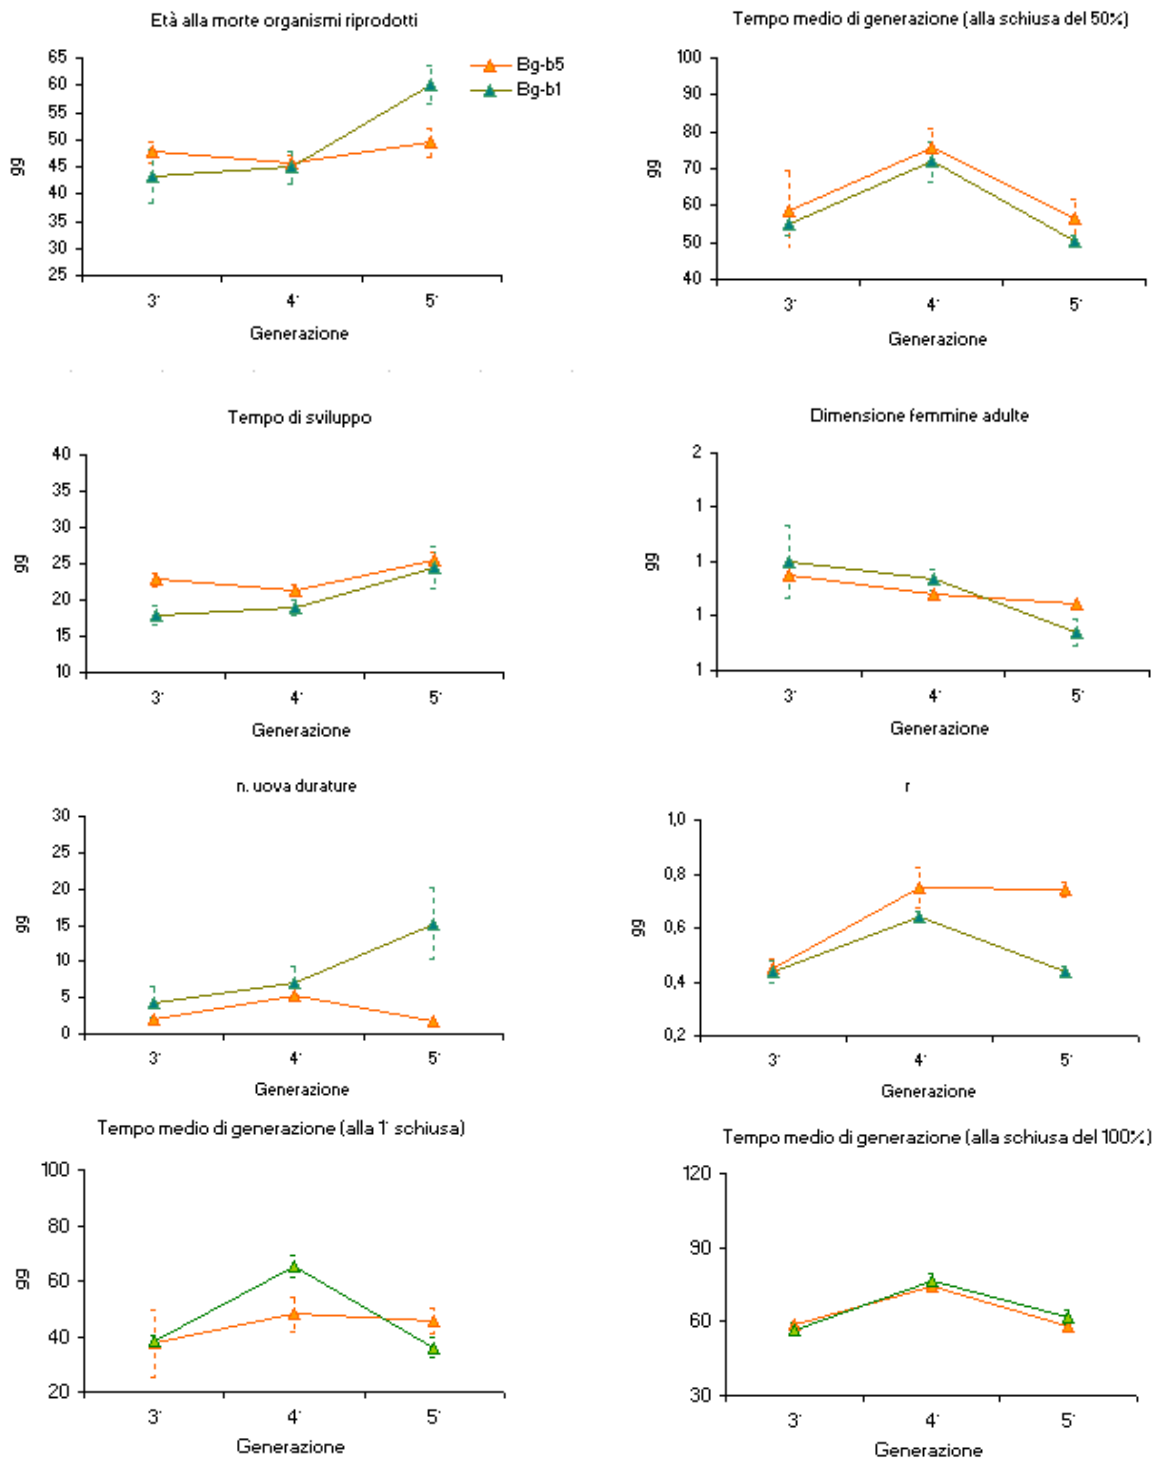 Età alla morte organismi riprodotti
65
60
55
50
45
40
35
30
25
gg
3˙ 4˙ 5˙
Generazione
Bg-b5
Bg-b1
Tempo medio di generazione (alla schiusa del 50%)
100
90
80
70
60
50
40
gg
3˙ 4˙ 5˙
Generazione
Tempo di sviluppo
40
35
30
25
20
15
10
gg
3˙ 4˙ 5˙
Generazione
Dimensione femmine adulte
2
1
1
1
1
gg
3˙ 4˙ 5˙
Generazione
n. uova durature
30
25
20
15
10
5
0
gg
3˙ 4˙ 5˙
Generazione
r
1,0
0,8
0,6
0,4
0,2
gg
3˙ 4˙ 5˙
Generazione
Tempo medio di generazione (alla 1˙ schiusa)
100
80
60
40
20
gg
3˙ 4˙ 5˙
Generazione
Tempo medio di generazione (alla schiusa del 100%)
120
90
60
30
3˙ 4˙ 5˙
Generazione